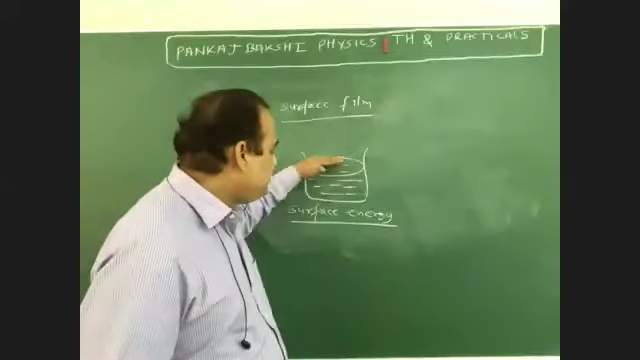 PANKAJ BAKSHI PHYSICS | TH & PRACTICALS
surface film
surface energy